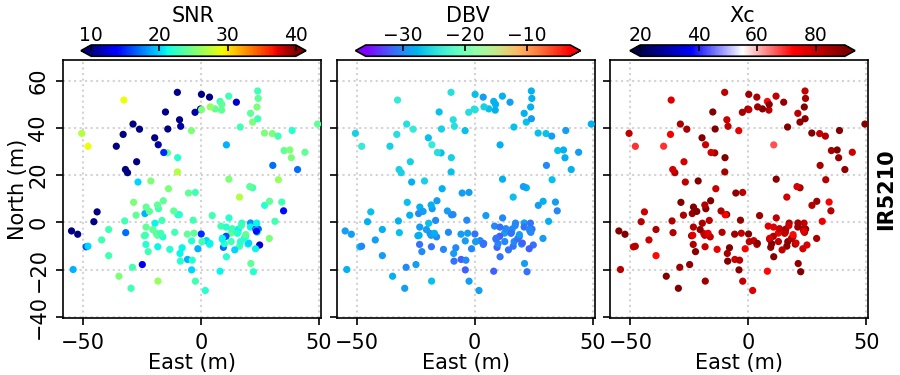 SNR DBV Xc
10 20 30 40 −30 −20 −10 20 40 60 80
60
40
20
0
−20
−40
North (m)
IR5210
−50 0 50 −50 0 50 −50 0 50
East (m) East (m) East (m)